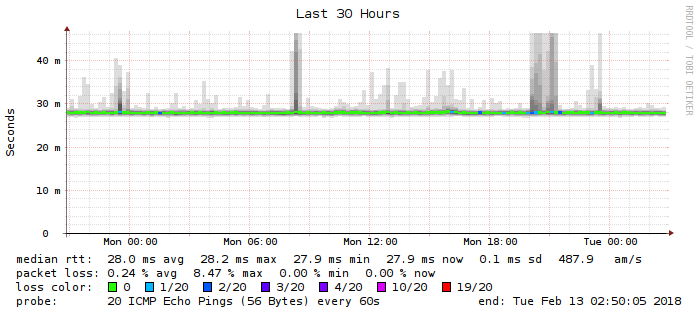 Last 30 Hours
RRDTOOL / TOBI OETIKER
Seconds
40 m
30 m
20 m
10 m
0
Mon 00:00 Mon 06:00 Mon 12:00 Mon 18:00 Tue 00:00
median rtt: 28.0 ms avg 28.2 ms max 27.9 ms min 27.9 ms now 0.1 ms sd 487.9 am/s
packet loss: 0.24 % avg 8.47 % max 0.00 % min 0.00 % now
loss color: 0 1/20 2/20 3/20 4/20 10/20 19/20
probe: 20 ICMP Echo Pings (56 Bytes) every 60s end: Tue Feb 13 02:50:05 2018